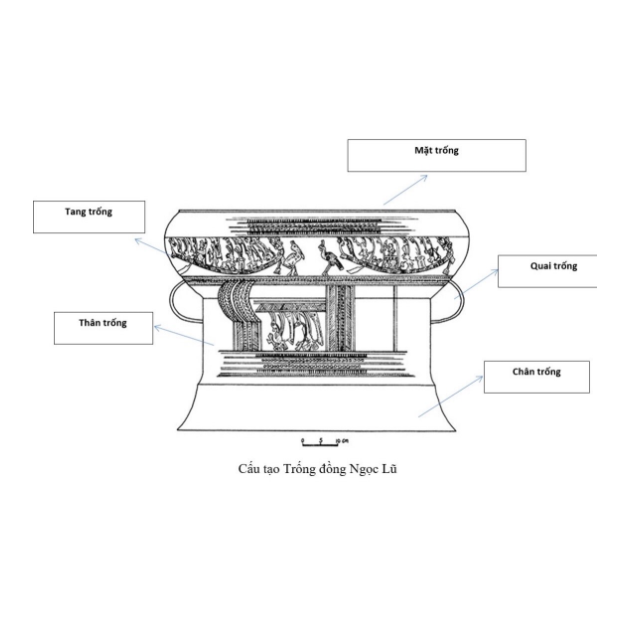 Mặt trống
Tang trống
Quai trống
Thân trống
Chân trống
0 5 10 cm
Cấu tạo Trống đồng Ngọc Lũ